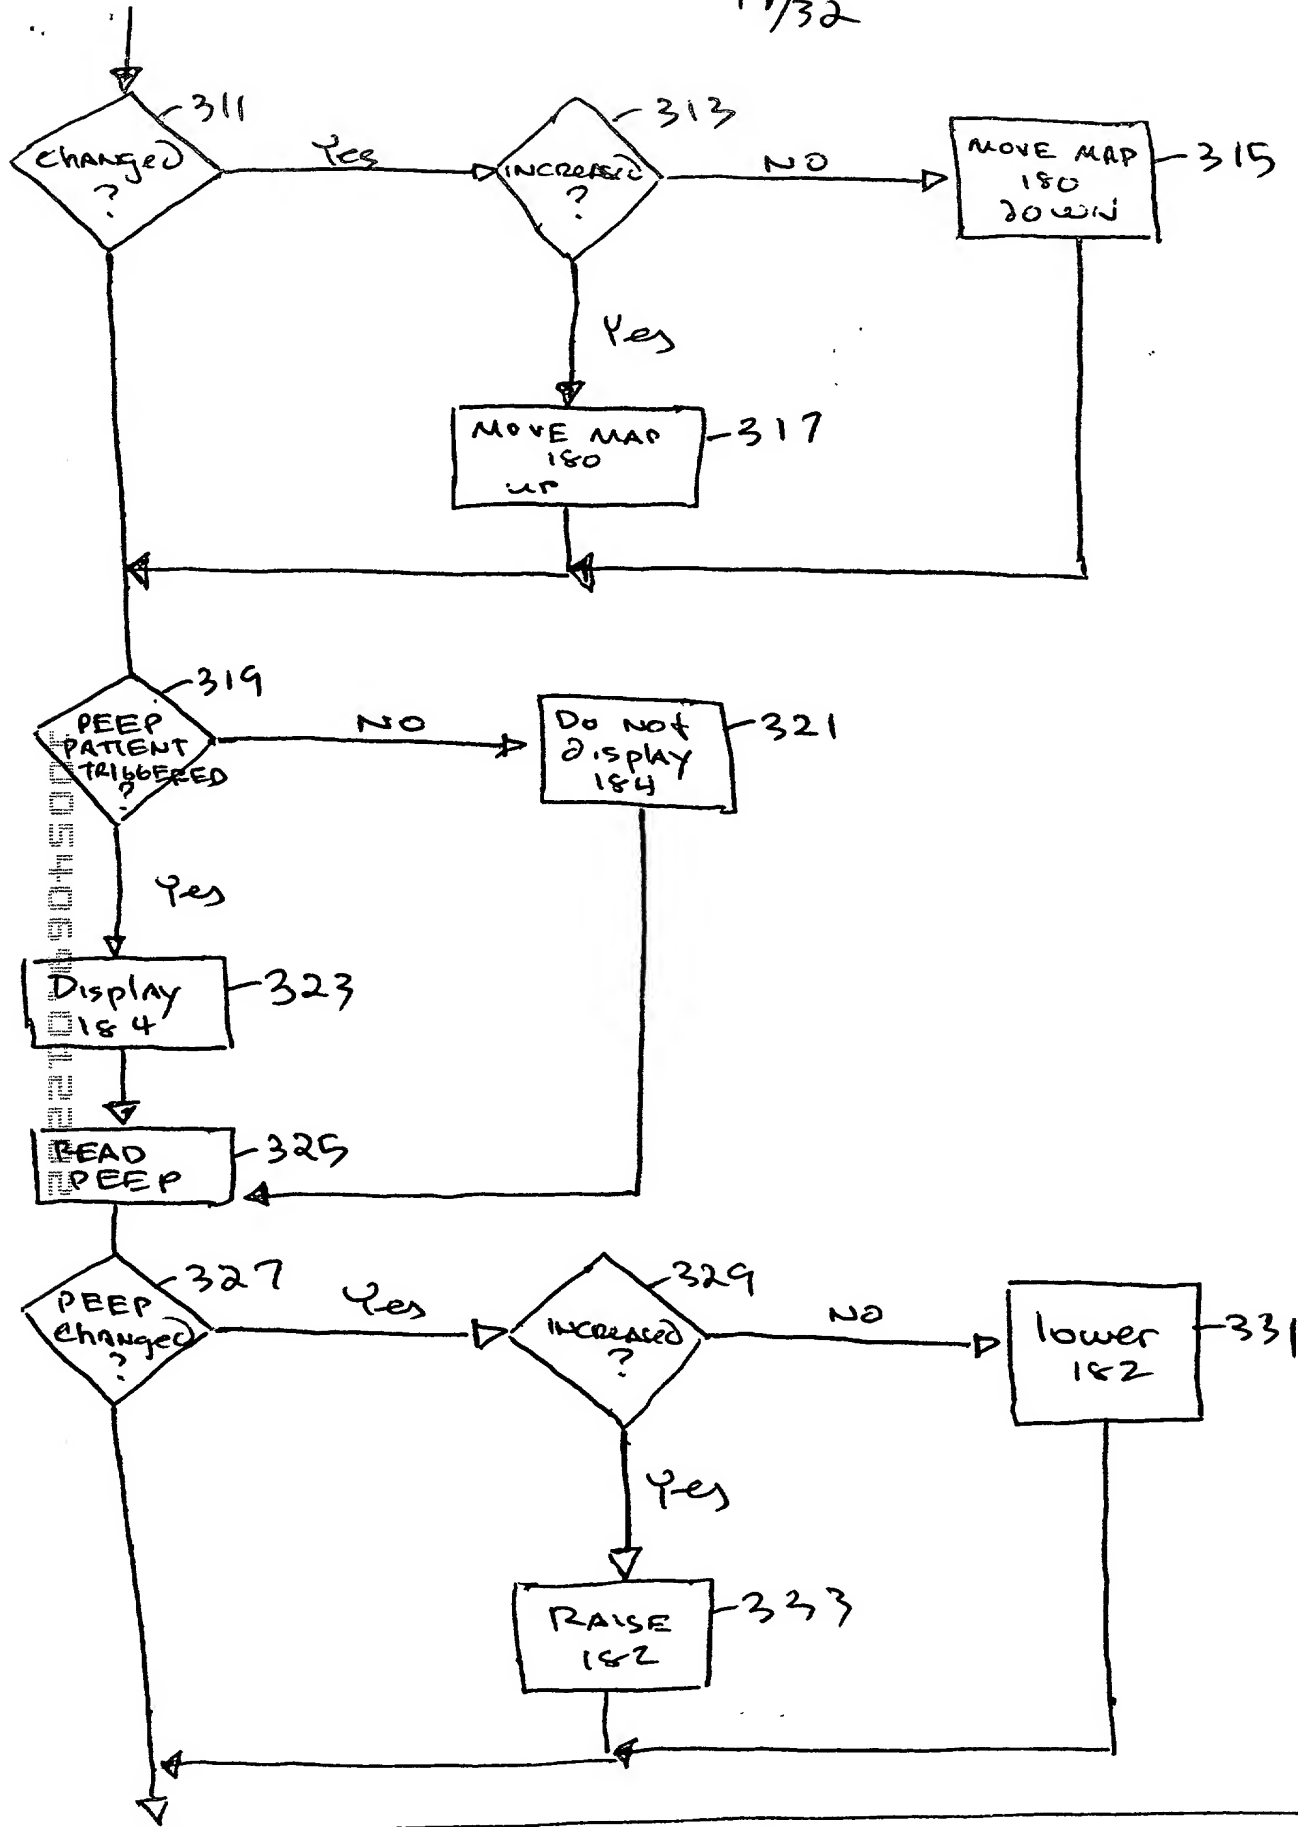 /32
311
changed
?
Yes
313
INCREASED
?
NO
MOVE MAP
180
DOWN
315
Yes
MOVE MAP
180
UP
317
319
PEEP
PATIENT
TRIGGERED
?
NO
Do Not
Display
184
321
Yes
Display
184
323
READ
PEEP
325
327
PEEP
changed
?
Yes
329
INCREASED
?
NO
lower
182
331
Yes
RAISE
182
333